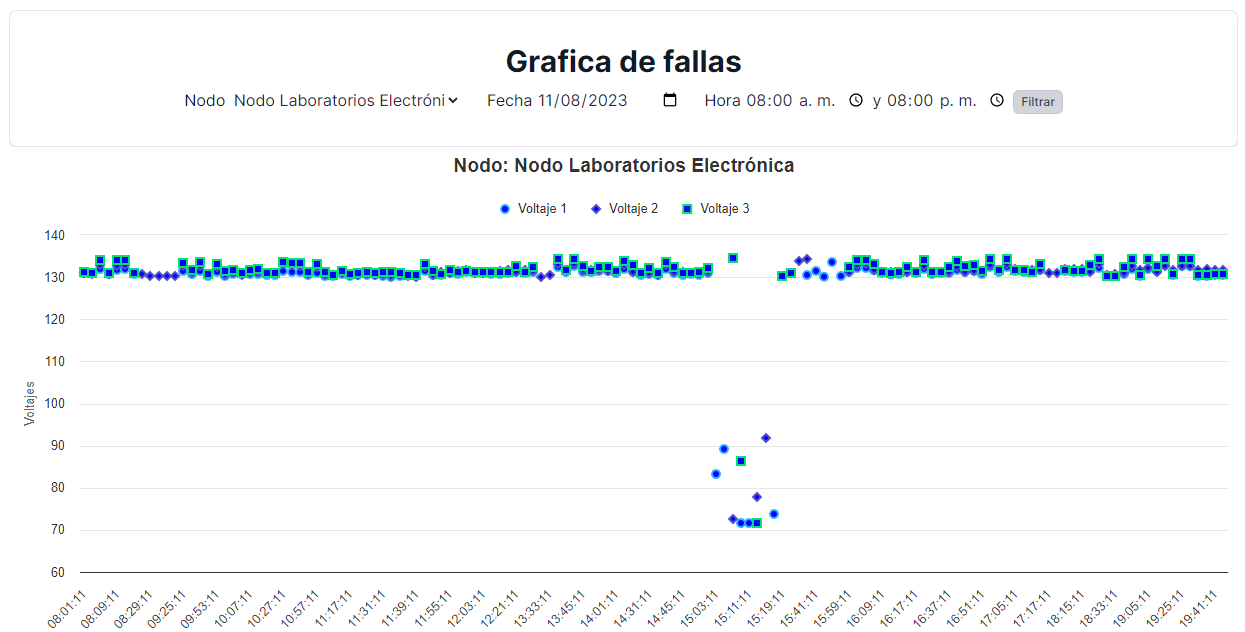 Grafica de fallas
Nodo Nodo Laboratorios Electróni Fecha 11/08/2023 Hora 08:00 a. m. y 08:00 p. m. Filtrar
Nodo: Nodo Laboratorios Electrónica
Voltaje 1 Voltaje 2 Voltaje 3
140
130
120
110
100
90
80
70
60
Voltajes
08:01:11 08:09:11 08:29:11 09:25:11 09:53:11 10:07:11 10:27:11 10:57:11 11:17:11 11:31:11 11:39:11 11:55:11 12:03:11 12:21:11 13:33:11 13:45:11 14:01:11 14:31:11 14:45:11 15:03:11 15:11:11 15:19:11 15:41:11 15:59:11 16:09:11 16:17:11 16:37:11 16:51:11 17:05:11 17:17:11 18:15:11 18:33:11 19:05:11 19:25:11 19:41:11